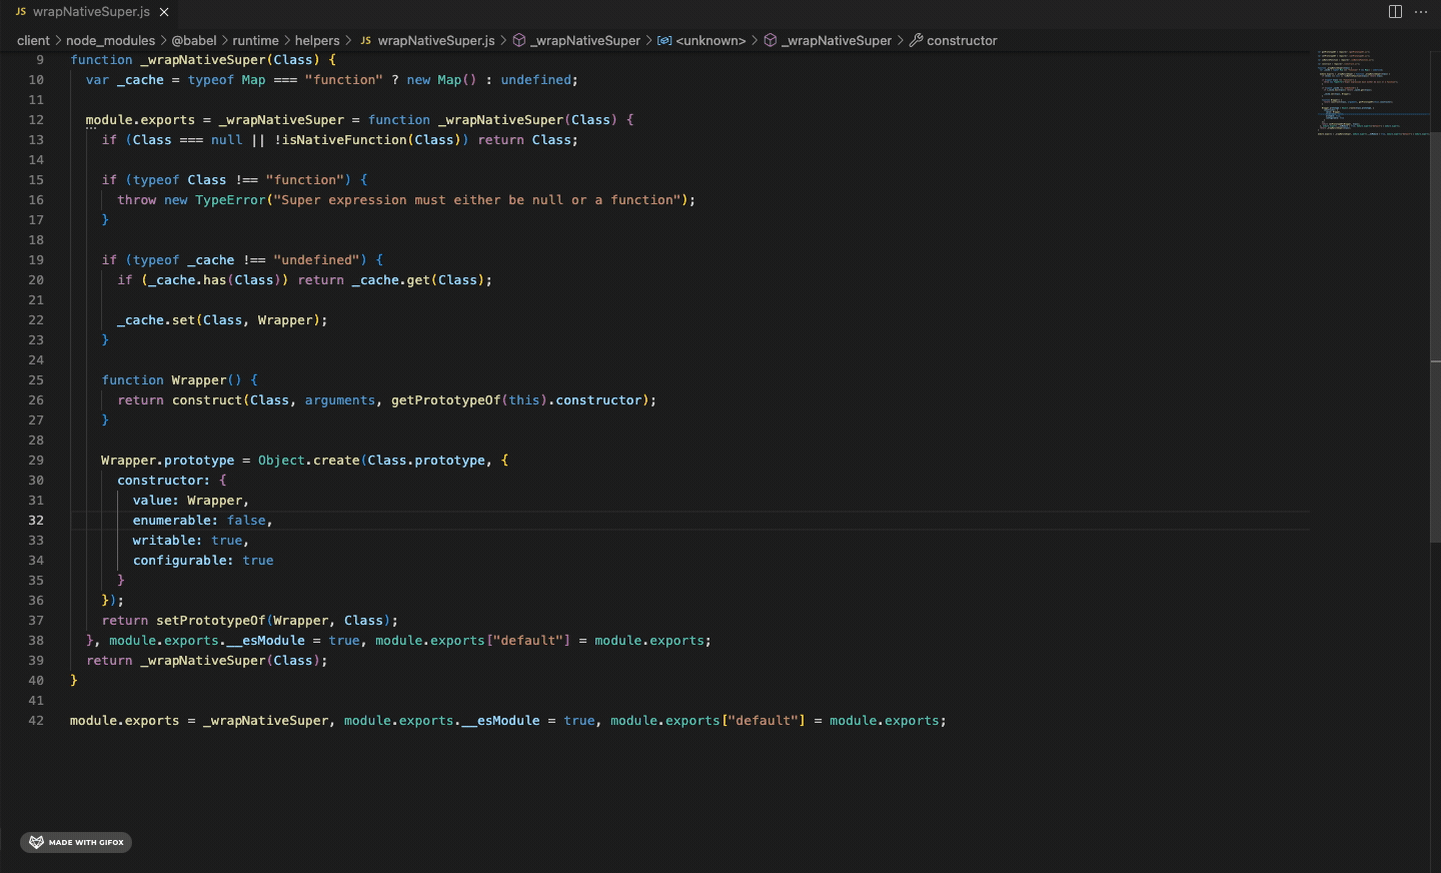 JS wrapNativeSuper.js
client > node_modules > @babel > runtime > helpers > JS wrapNativeSuper.js > _wrapNativeSuper > <unknown> > _wrapNativeSuper > constructor
9 function _wrapNativeSuper(Class) {
10 var _cache = typeof Map === "function" ? new Map() : undefined;
11
12 module.exports = _wrapNativeSuper = function _wrapNativeSuper(Class) {
13 if (Class === null || !isNativeFunction(Class)) return Class;
14
15 if (typeof Class !== "function") {
16 throw new TypeError("Super expression must either be null or a function");
17 }
18
19 if (typeof _cache !== "undefined") {
20 if (_cache.has(Class)) return _cache.get(Class);
21
22 _cache.set(Class, Wrapper);
23 }
24
25 function Wrapper() {
26 return construct(Class, arguments, getPrototypeOf(this).constructor);
27 }
28
29 Wrapper.prototype = Object.create(Class.prototype, {
30 constructor: {
31 value: Wrapper,
32 enumerable: false,
33 writable: true,
34 configurable: true
35 }
36 });
37 return setPrototypeOf(Wrapper, Class);
38 }, module.exports.__esModule = true, module.exports["default"] = module.exports;
39 return _wrapNativeSuper(Class);
40 }
41
42 module.exports = _wrapNativeSuper, module.exports.__esModule = true, module.exports["default"] = module.exports;
MADE WITH GIFOX